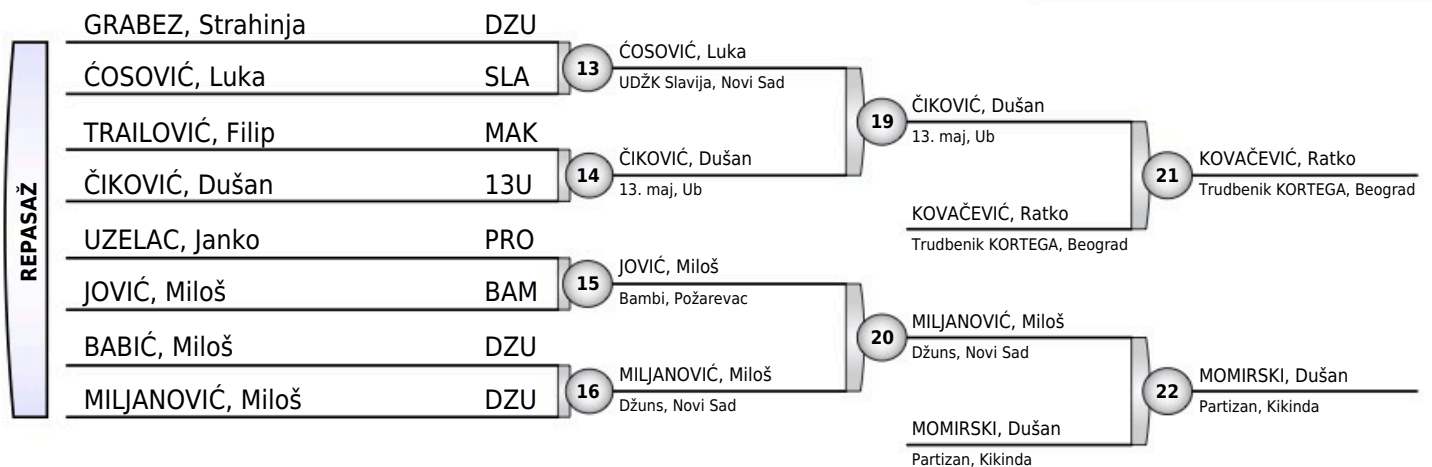 REPASAŽ
GRABEZ, Strahinja DZU
ĆOSOVIĆ, Luka SLA
TRAILOVIĆ, Filip MAK
ČIKOVIĆ, Dušan 13U
UZELAC, Janko PRO
JOVIĆ, Miloš BAM
BABIĆ, Miloš DZU
MILJANOVIĆ, Miloš DZU
13
ĆOSOVIĆ, Luka
UDŽK Slavija, Novi Sad
14
ČIKOVIĆ, Dušan
13. maj, Ub
15
JOVIĆ, Miloš
Bambi, Požarevac
16
MILJANOVIĆ, Miloš
Džuns, Novi Sad
19
ČIKOVIĆ, Dušan
13. maj, Ub
KOVAČEVIĆ, Ratko
Trudbenik KORTEGA, Beograd
20
MILJANOVIĆ, Miloš
Džuns, Novi Sad
MOMIRSKI, Dušan
Partizan, Kikinda
21
KOVAČEVIĆ, Ratko
Trudbenik KORTEGA, Beograd
22
MOMIRSKI, Dušan
Partizan, Kikinda